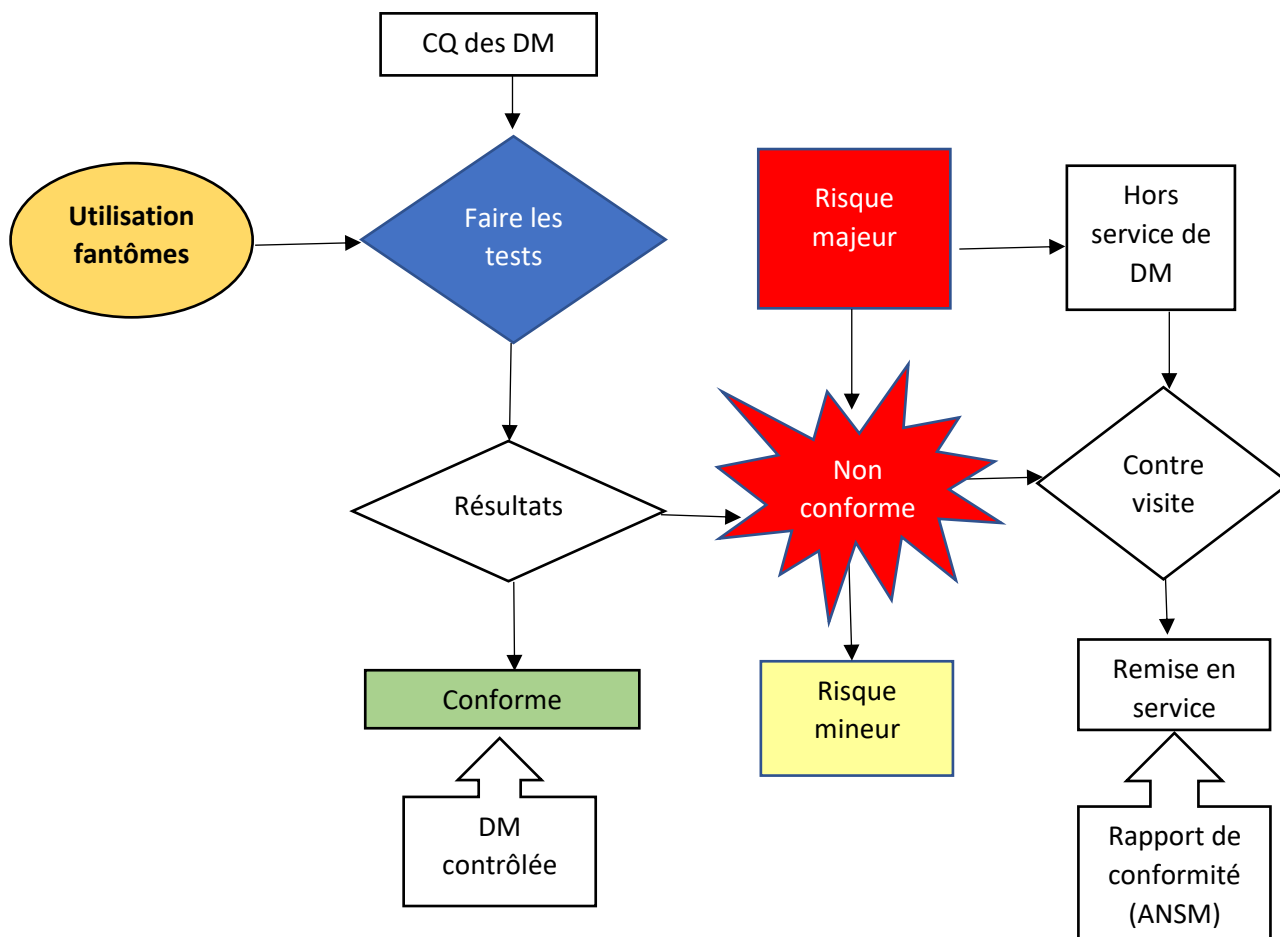 CQ des DM
Utilisation
fantômes
Faire les
tests
Risque
majeur
Hors
service de
DM
Résultats
Non
conforme
Contre
visite
Conforme
Risque
mineur
Remise en
service
DM
contrôlée
Rapport de
conformité
(ANSM)